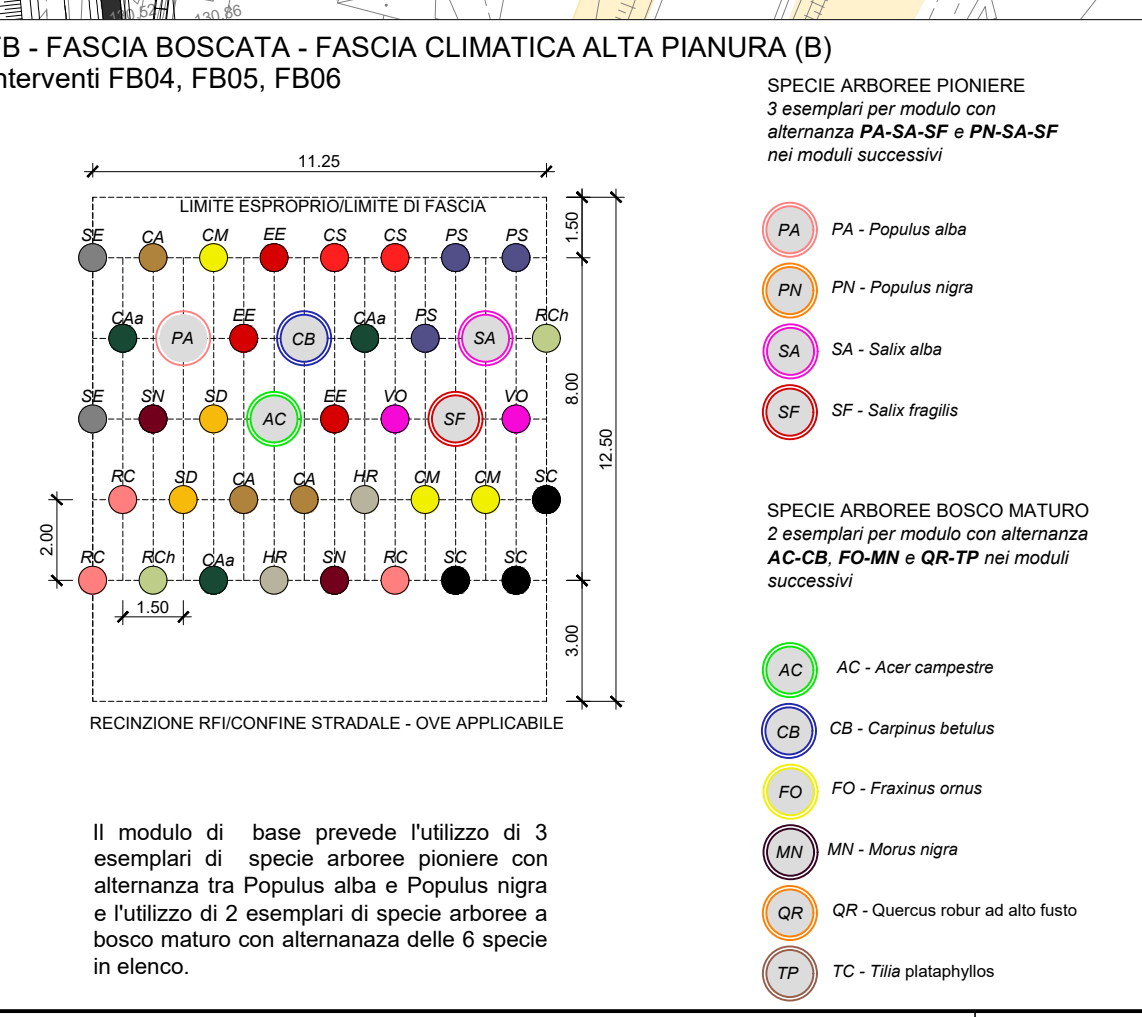 130.52
130.86
FB - FASCIA BOSCATA - FASCIA CLIMATICA ALTA PIANURA (B)
nterventi FB04, FB05, FB06
11.25
LIMITE ESPROPRIO/LIMITE DI FASCIA
SE CA CM EE CS CS PS PS
1.50
CAa PA EE CB CAa PS SA RCh
SE SN SD AC EE VO SF VO
8.00
12.50
RC SD CA CA HR CM CM SC
2.00
RC RCh CAa HR SN RC SC SC
1.50
3.00
RECINZIONE RFI/CONFINE STRADALE - OVE APPLICABILE
Il modulo di base prevede l'utilizzo di 3
esemplari di specie arboree pioniere con
alternanza tra Populus alba e Populus nigra
e l'utilizzo di 2 esemplari di specie arboree a
bosco maturo con alternanaza delle 6 specie
in elenco.
SPECIE ARBOREE PIONIERE
3 esemplari per modulo con
alternanza PA-SA-SF e PN-SA-SF
nei moduli successivi
PA PA - Populus alba
PN PN - Populus nigra
SA SA - Salix alba
SF SF - Salix fragilis
SPECIE ARBOREE BOSCO MATURO
2 esemplari per modulo con alternanza
AC-CB, FO-MN e QR-TP nei moduli
successivi
AC AC - Acer campestre
CB CB - Carpinus betulus
FO FO - Fraxinus ornus
MN MN - Morus nigra
QR QR - Quercus robur ad alto fusto
TP TC - Tilia plataphyllos